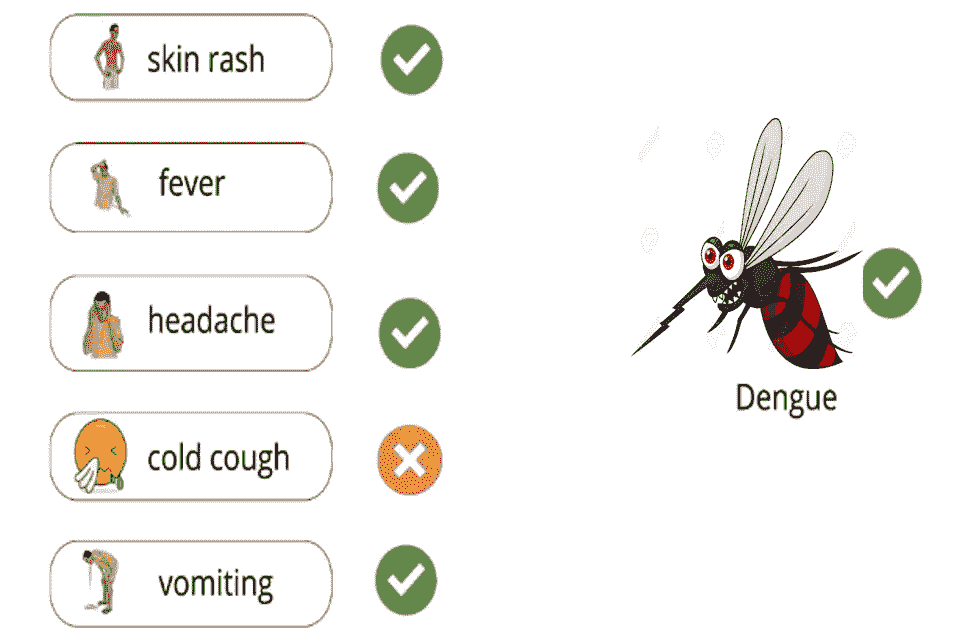 skin rash
fever
headache
cold cough
vomiting
Dengue